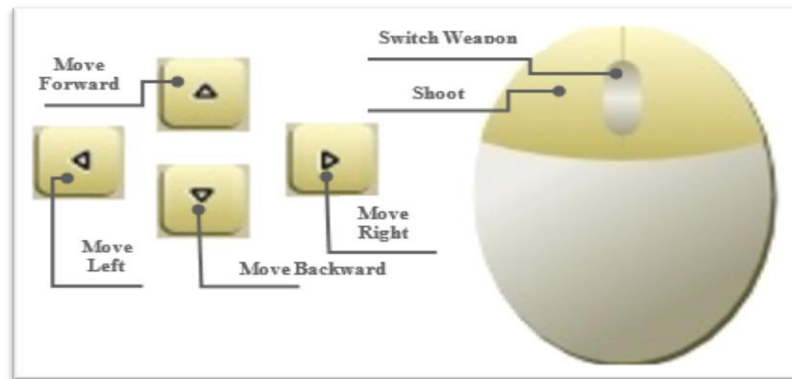 Switch Weapon
Move
Forward
Shoot
Move
Right
Move
Left
Move Backward